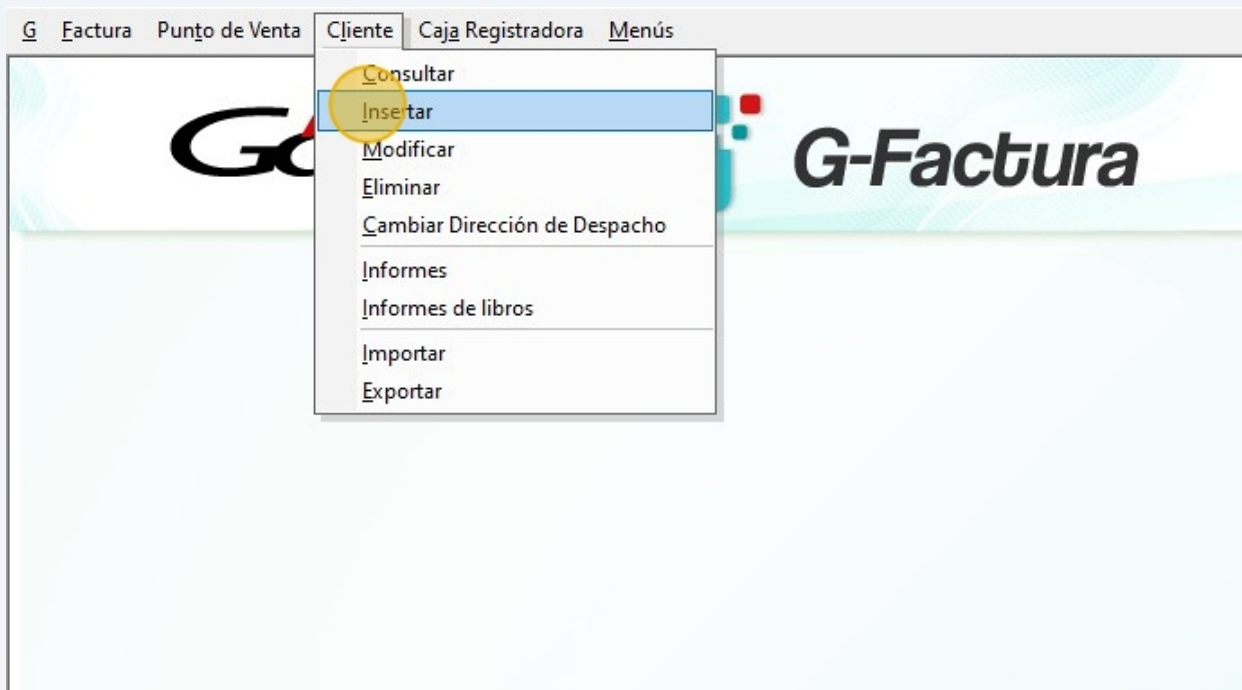 G Factura Punto de Venta Cliente Caja Registradora Menús
Consultar
Insertar
Modificar
Eliminar
Cambiar Dirección de Despacho
Informes
Informes de libros
Importar
Exportar
G-Factura